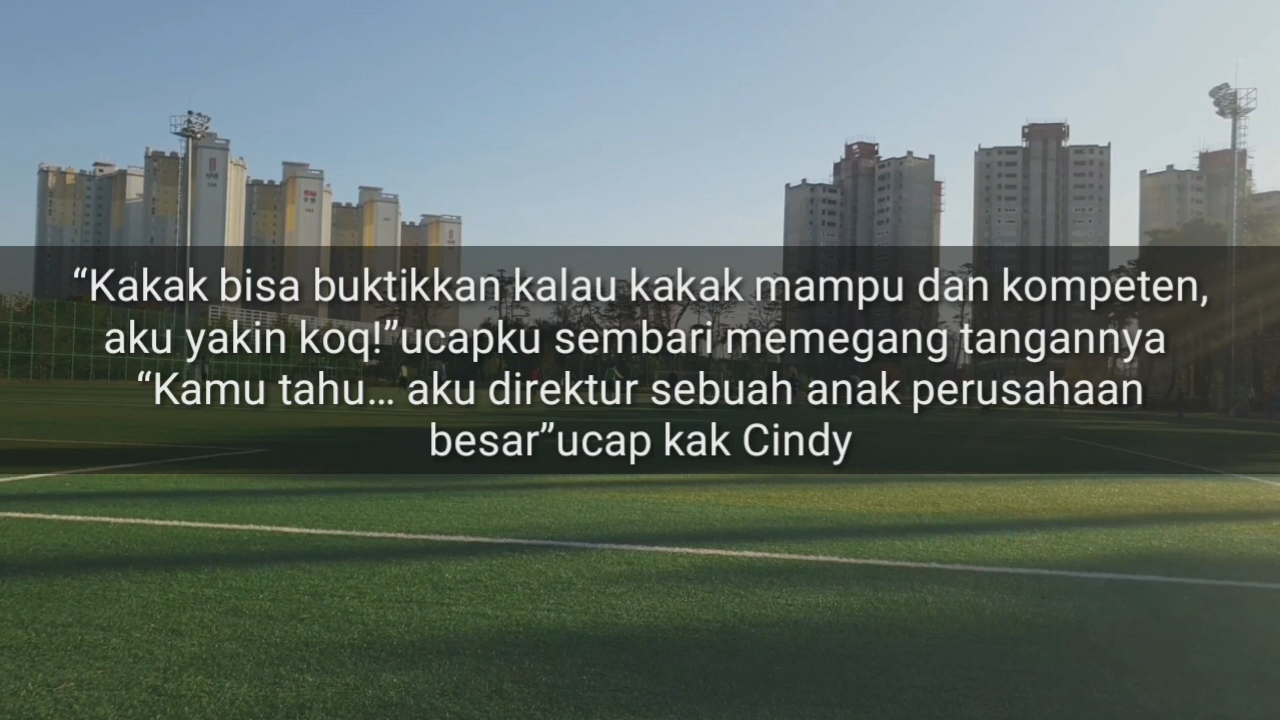 “Kakak bisa buktikkan kalau kakak mampu dan kompeten,
aku yakin koq!”ucapku sembari memegang tangannya
“Kamu tahu… aku direktur sebuah anak perusahaan
besar”ucap kak Cindy